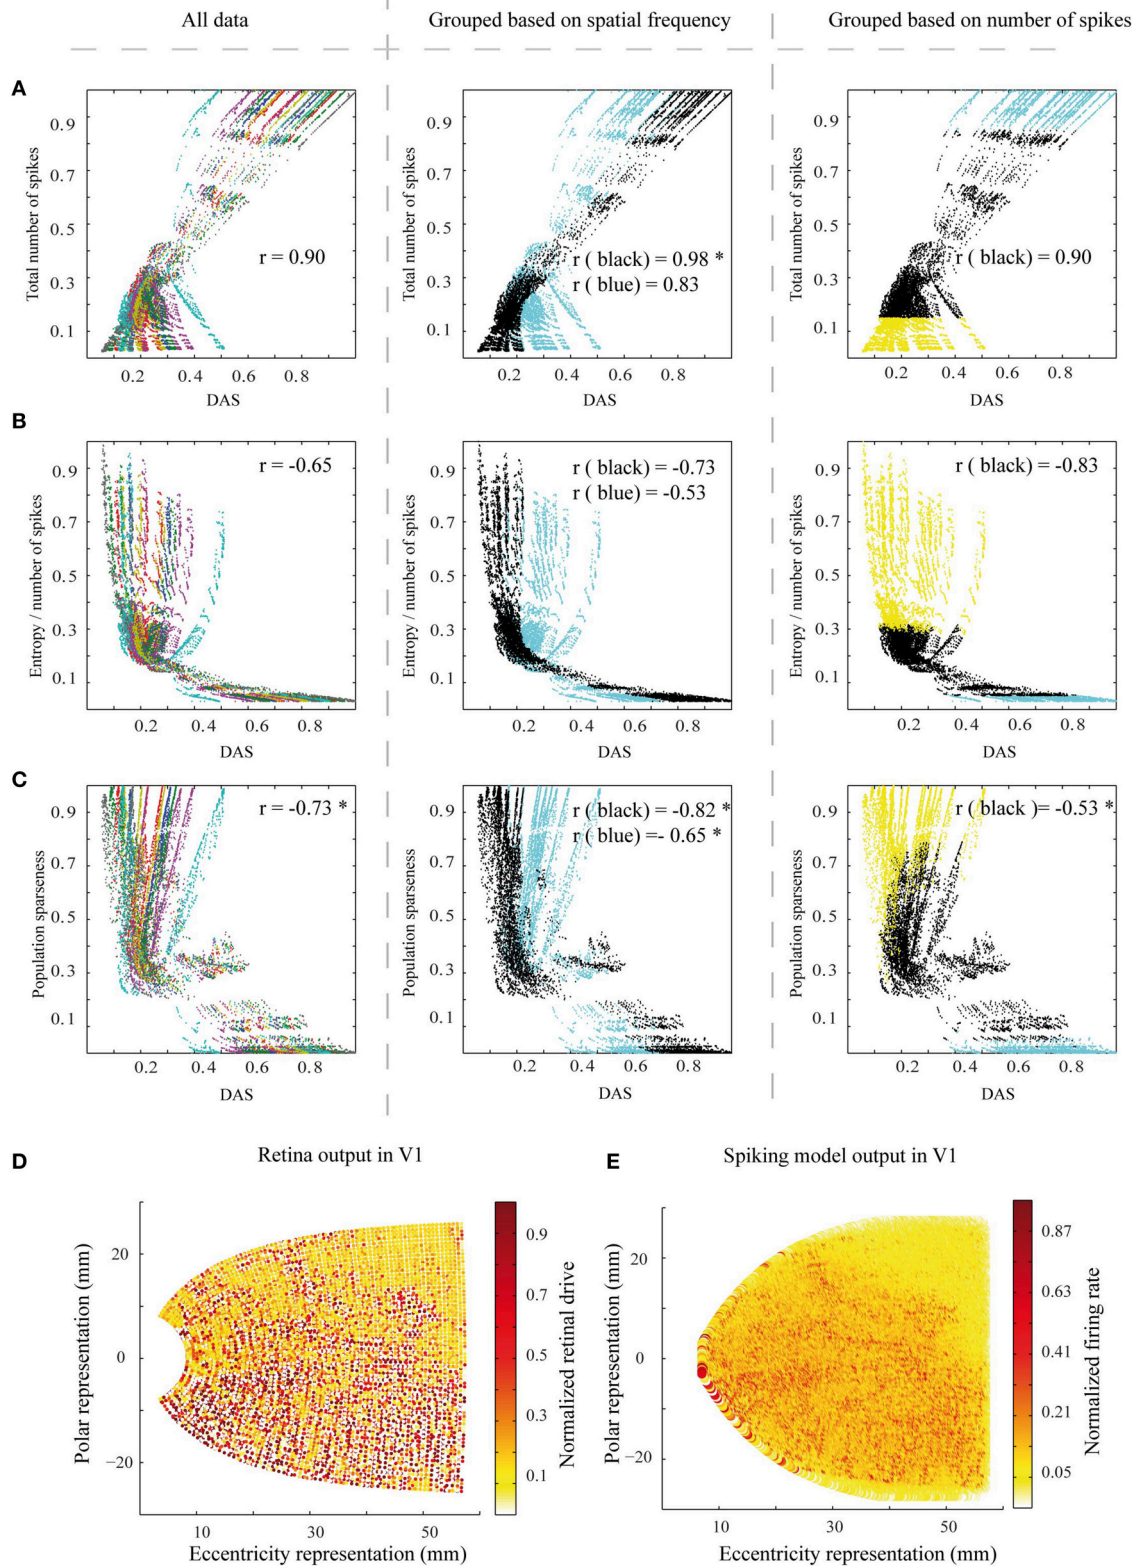 All data
Grouped based on spatial frequency
Grouped based on number of spikes
A
Total number of spikes
0.9
0.7
0.5
0.3
0.1
r = 0.90
0.2 0.4 0.6 0.8
DAS
Total number of spikes
0.9
0.7
0.5
0.3
0.1
r ( black) = 0.98 *
r ( blue) = 0.83
0.2 0.4 0.6 0.8
DAS
Total number of spikes
0.9
0.7
0.5
0.3
0.1
r ( black) = 0.90
0.2 0.4 0.6 0.8
DAS
B
Entropy / number of spikes
0.9
0.7
0.5
0.3
0.1
r = -0.65
0.2 0.4 0.6 0.8
DAS
Entropy / number of spikes
0.9
0.7
0.5
0.3
0.1
r ( black) = -0.73
r ( blue) = -0.53
0.2 0.4 0.6 0.8
DAS
Entropy / number of spikes
0.9
0.7
0.5
0.3
0.1
r ( black) = -0.83
0.2 0.4 0.6 0.8
DAS
C
Population sparseness
0.9
0.7
0.5
0.3
0.1
r = -0.73 *
0.2 0.4 0.6 0.8
DAS
Population sparseness
0.9
0.7
0.5
0.3
0.1
r ( black) = -0.82 *
r ( blue) =- 0.65 *
0.2 0.4 0.6 0.8
DAS
Population sparseness
0.9
0.7
0.5
0.3
0.1
r ( black )= -0.53 *
0.2 0.4 0.6 0.8
DAS
D
Retina output in V1
Polar representation (mm)
20
0
−20
10 30 50
Eccentricity representation (mm)
0.9
0.7
0.5
0.3
0.1
Normalized retinal drive
E
Spiking model output in V1
Polar representation (mm)
20
0
−20
10 30 50
Eccentricity representation (mm)
0.87
0.63
0.41
0.21
0.05
Normalized firing rate